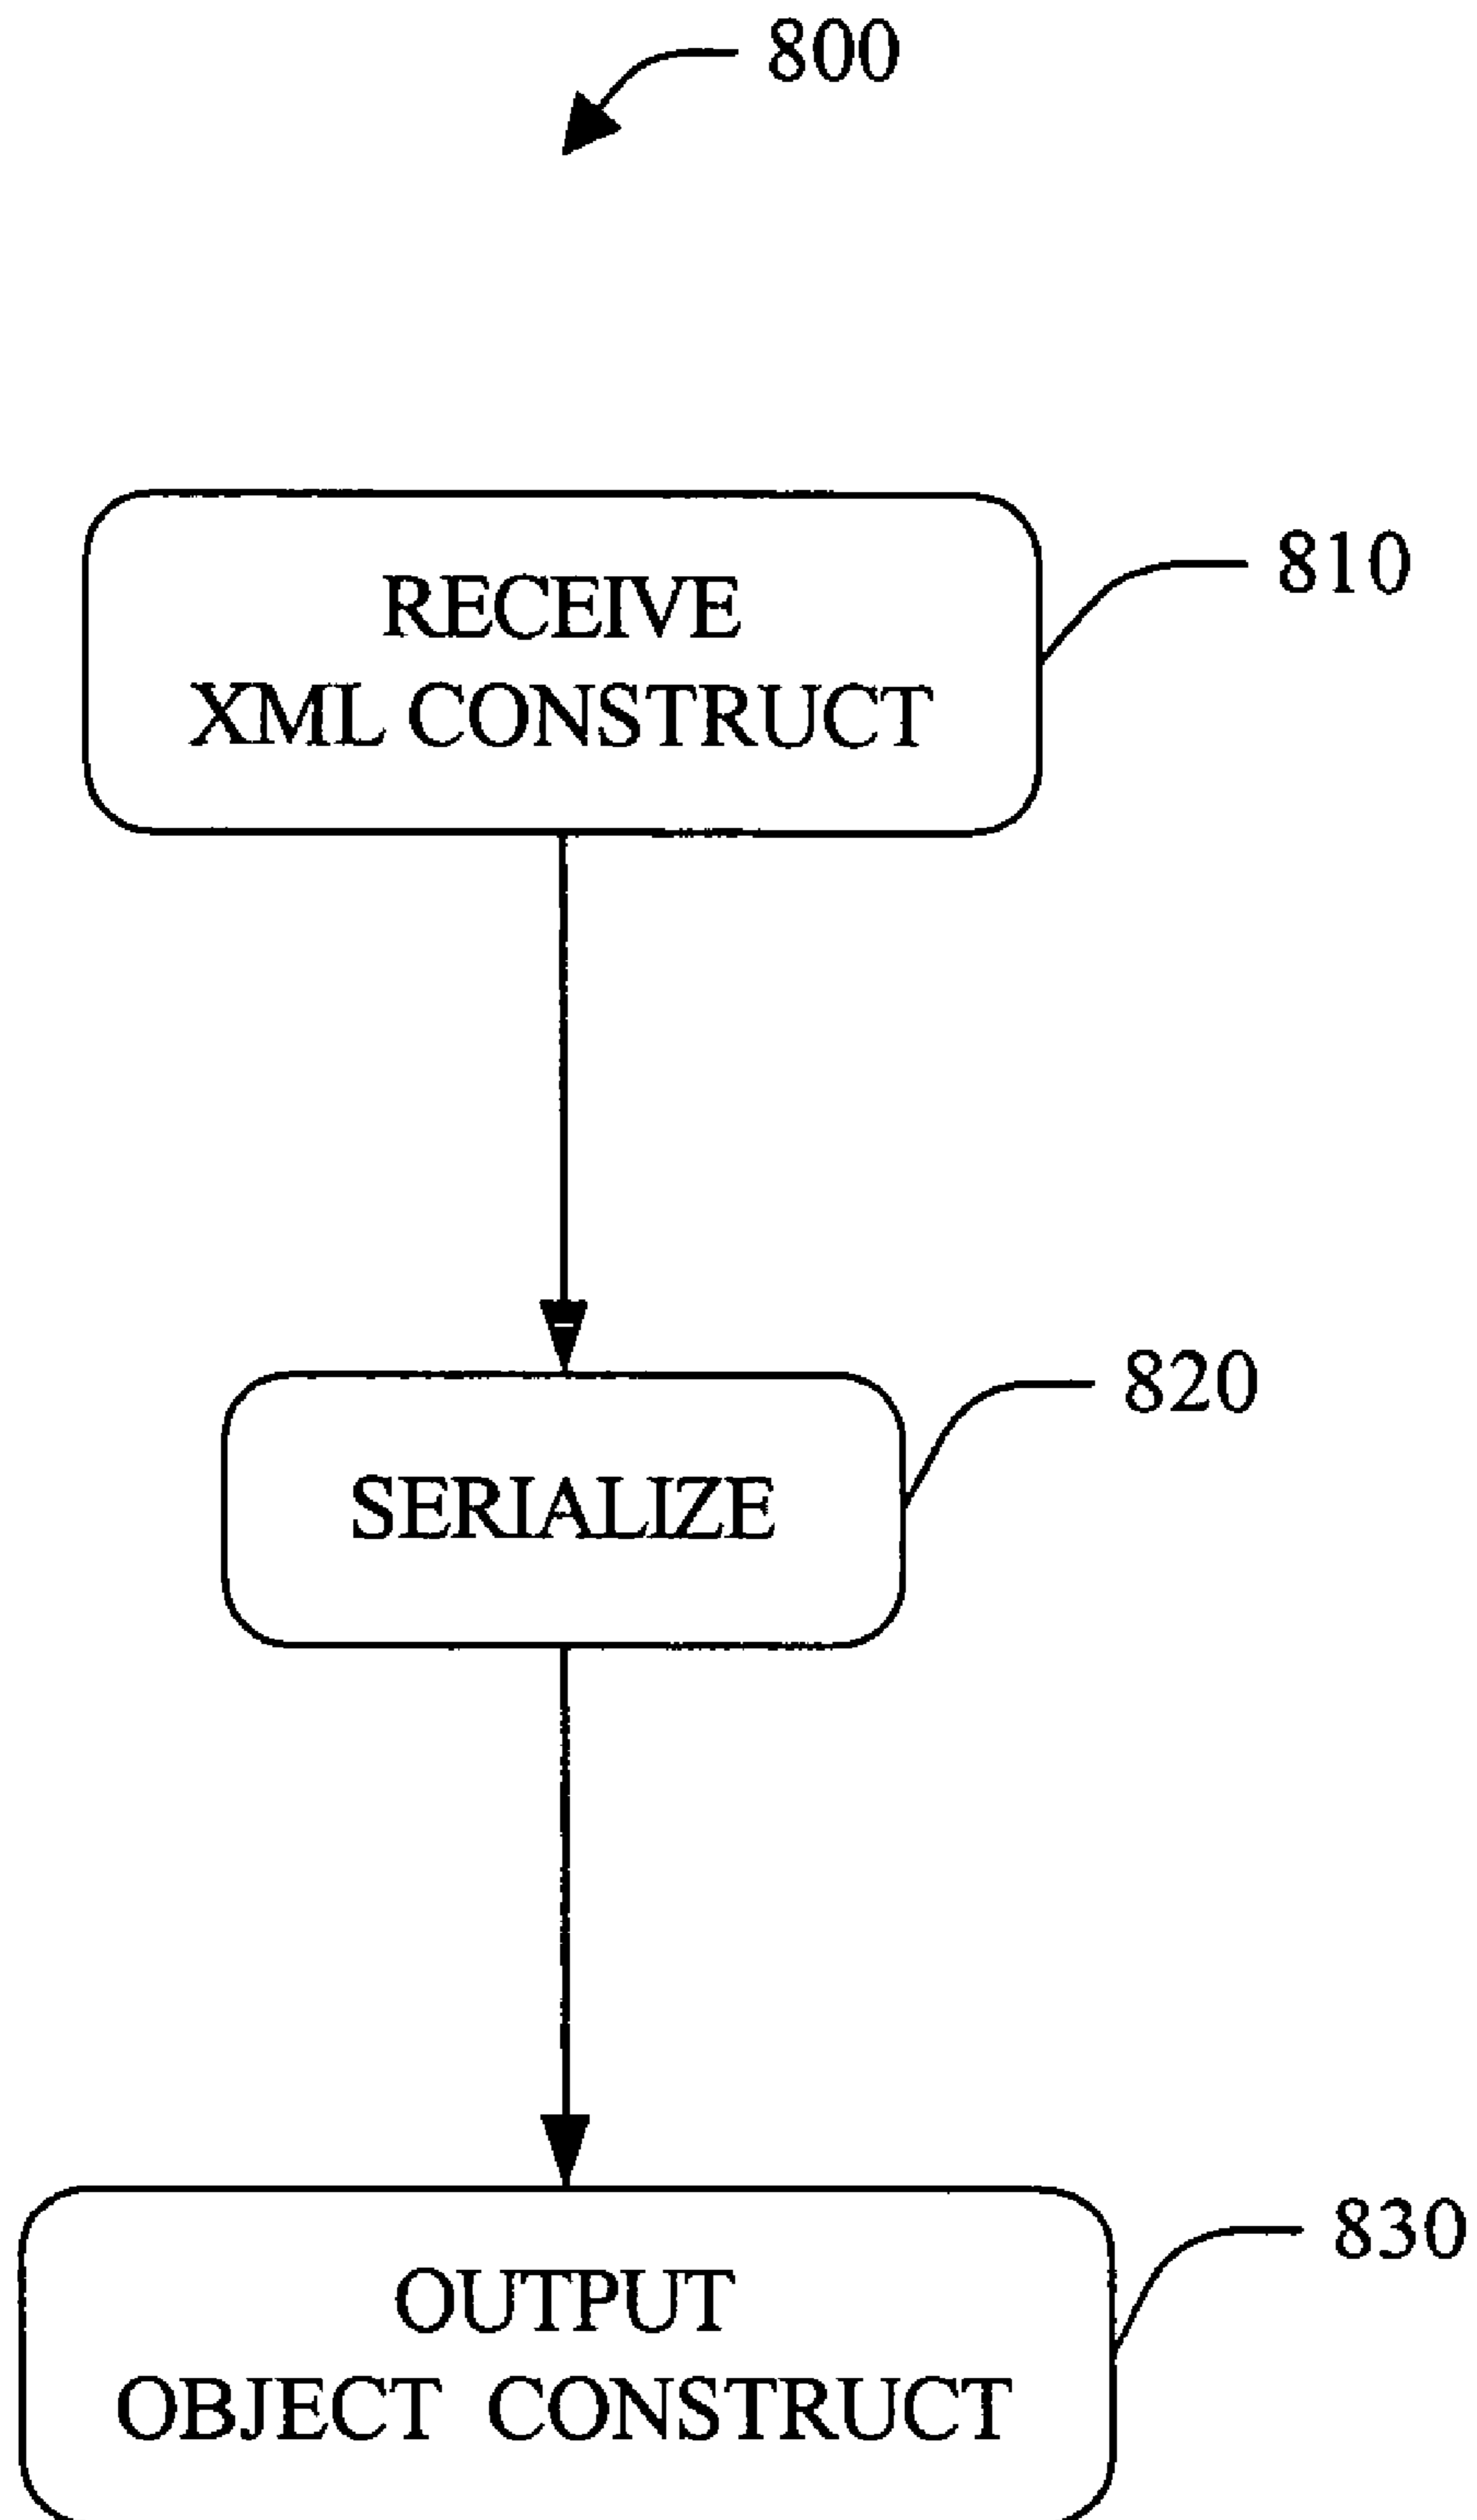 800
RECEIVE
XML CONSTRUCT
810
SERIALIZE
820
OUTPUT
OBJECT CONSTRUCT
830